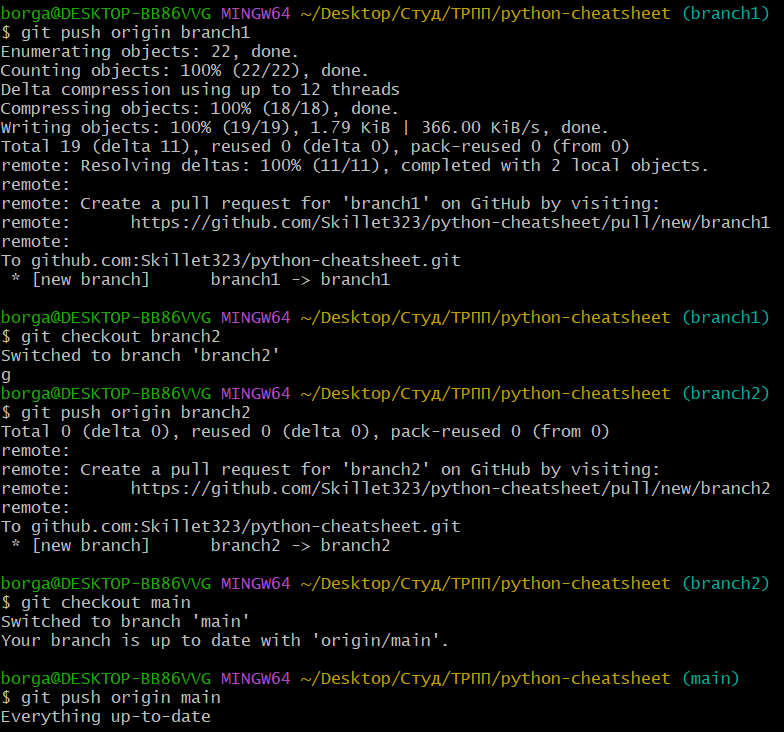 borga@DESKTOP-BB86VVG MINGW64 ~/Desktop/Студ/ТРПП/python-cheatsheet (branch1)
$ git push origin branch1
Enumerating objects: 22, done.
Counting objects: 100% (22/22), done.
Delta compression using up to 12 threads
Compressing objects: 100% (18/18), done.
Writing objects: 100% (19/19), 1.79 KiB | 366.00 KiB/s, done.
Total 19 (delta 11), reused 0 (delta 0), pack-reused 0 (from 0)
remote: Resolving deltas: 100% (11/11), completed with 2 local objects.
remote:
remote: Create a pull request for 'branch1' on GitHub by visiting:
remote:      https://github.com/Skillet323/python-cheatsheet/pull/new/branch1
remote:
To github.com:Skillet323/python-cheatsheet.git
 * [new branch]      branch1 -> branch1
borga@DESKTOP-BB86VVG MINGW64 ~/Desktop/Студ/ТРПП/python-cheatsheet (branch1)
$ git checkout branch2
Switched to branch 'branch2'
g
borga@DESKTOP-BB86VVG MINGW64 ~/Desktop/Студ/ТРПП/python-cheatsheet (branch2)
$ git push origin branch2
Total 0 (delta 0), reused 0 (delta 0), pack-reused 0 (from 0)
remote:
remote: Create a pull request for 'branch2' on GitHub by visiting:
remote:      https://github.com/Skillet323/python-cheatsheet/pull/new/branch2
remote:
To github.com:Skillet323/python-cheatsheet.git
 * [new branch]      branch2 -> branch2
borga@DESKTOP-BB86VVG MINGW64 ~/Desktop/Студ/ТРПП/python-cheatsheet (branch2)
$ git checkout main
Switched to branch 'main'
Your branch is up to date with 'origin/main'.
borga@DESKTOP-BB86VVG MINGW64 ~/Desktop/Студ/ТРПП/python-cheatsheet (main)
$ git push origin main
Everything up-to-date